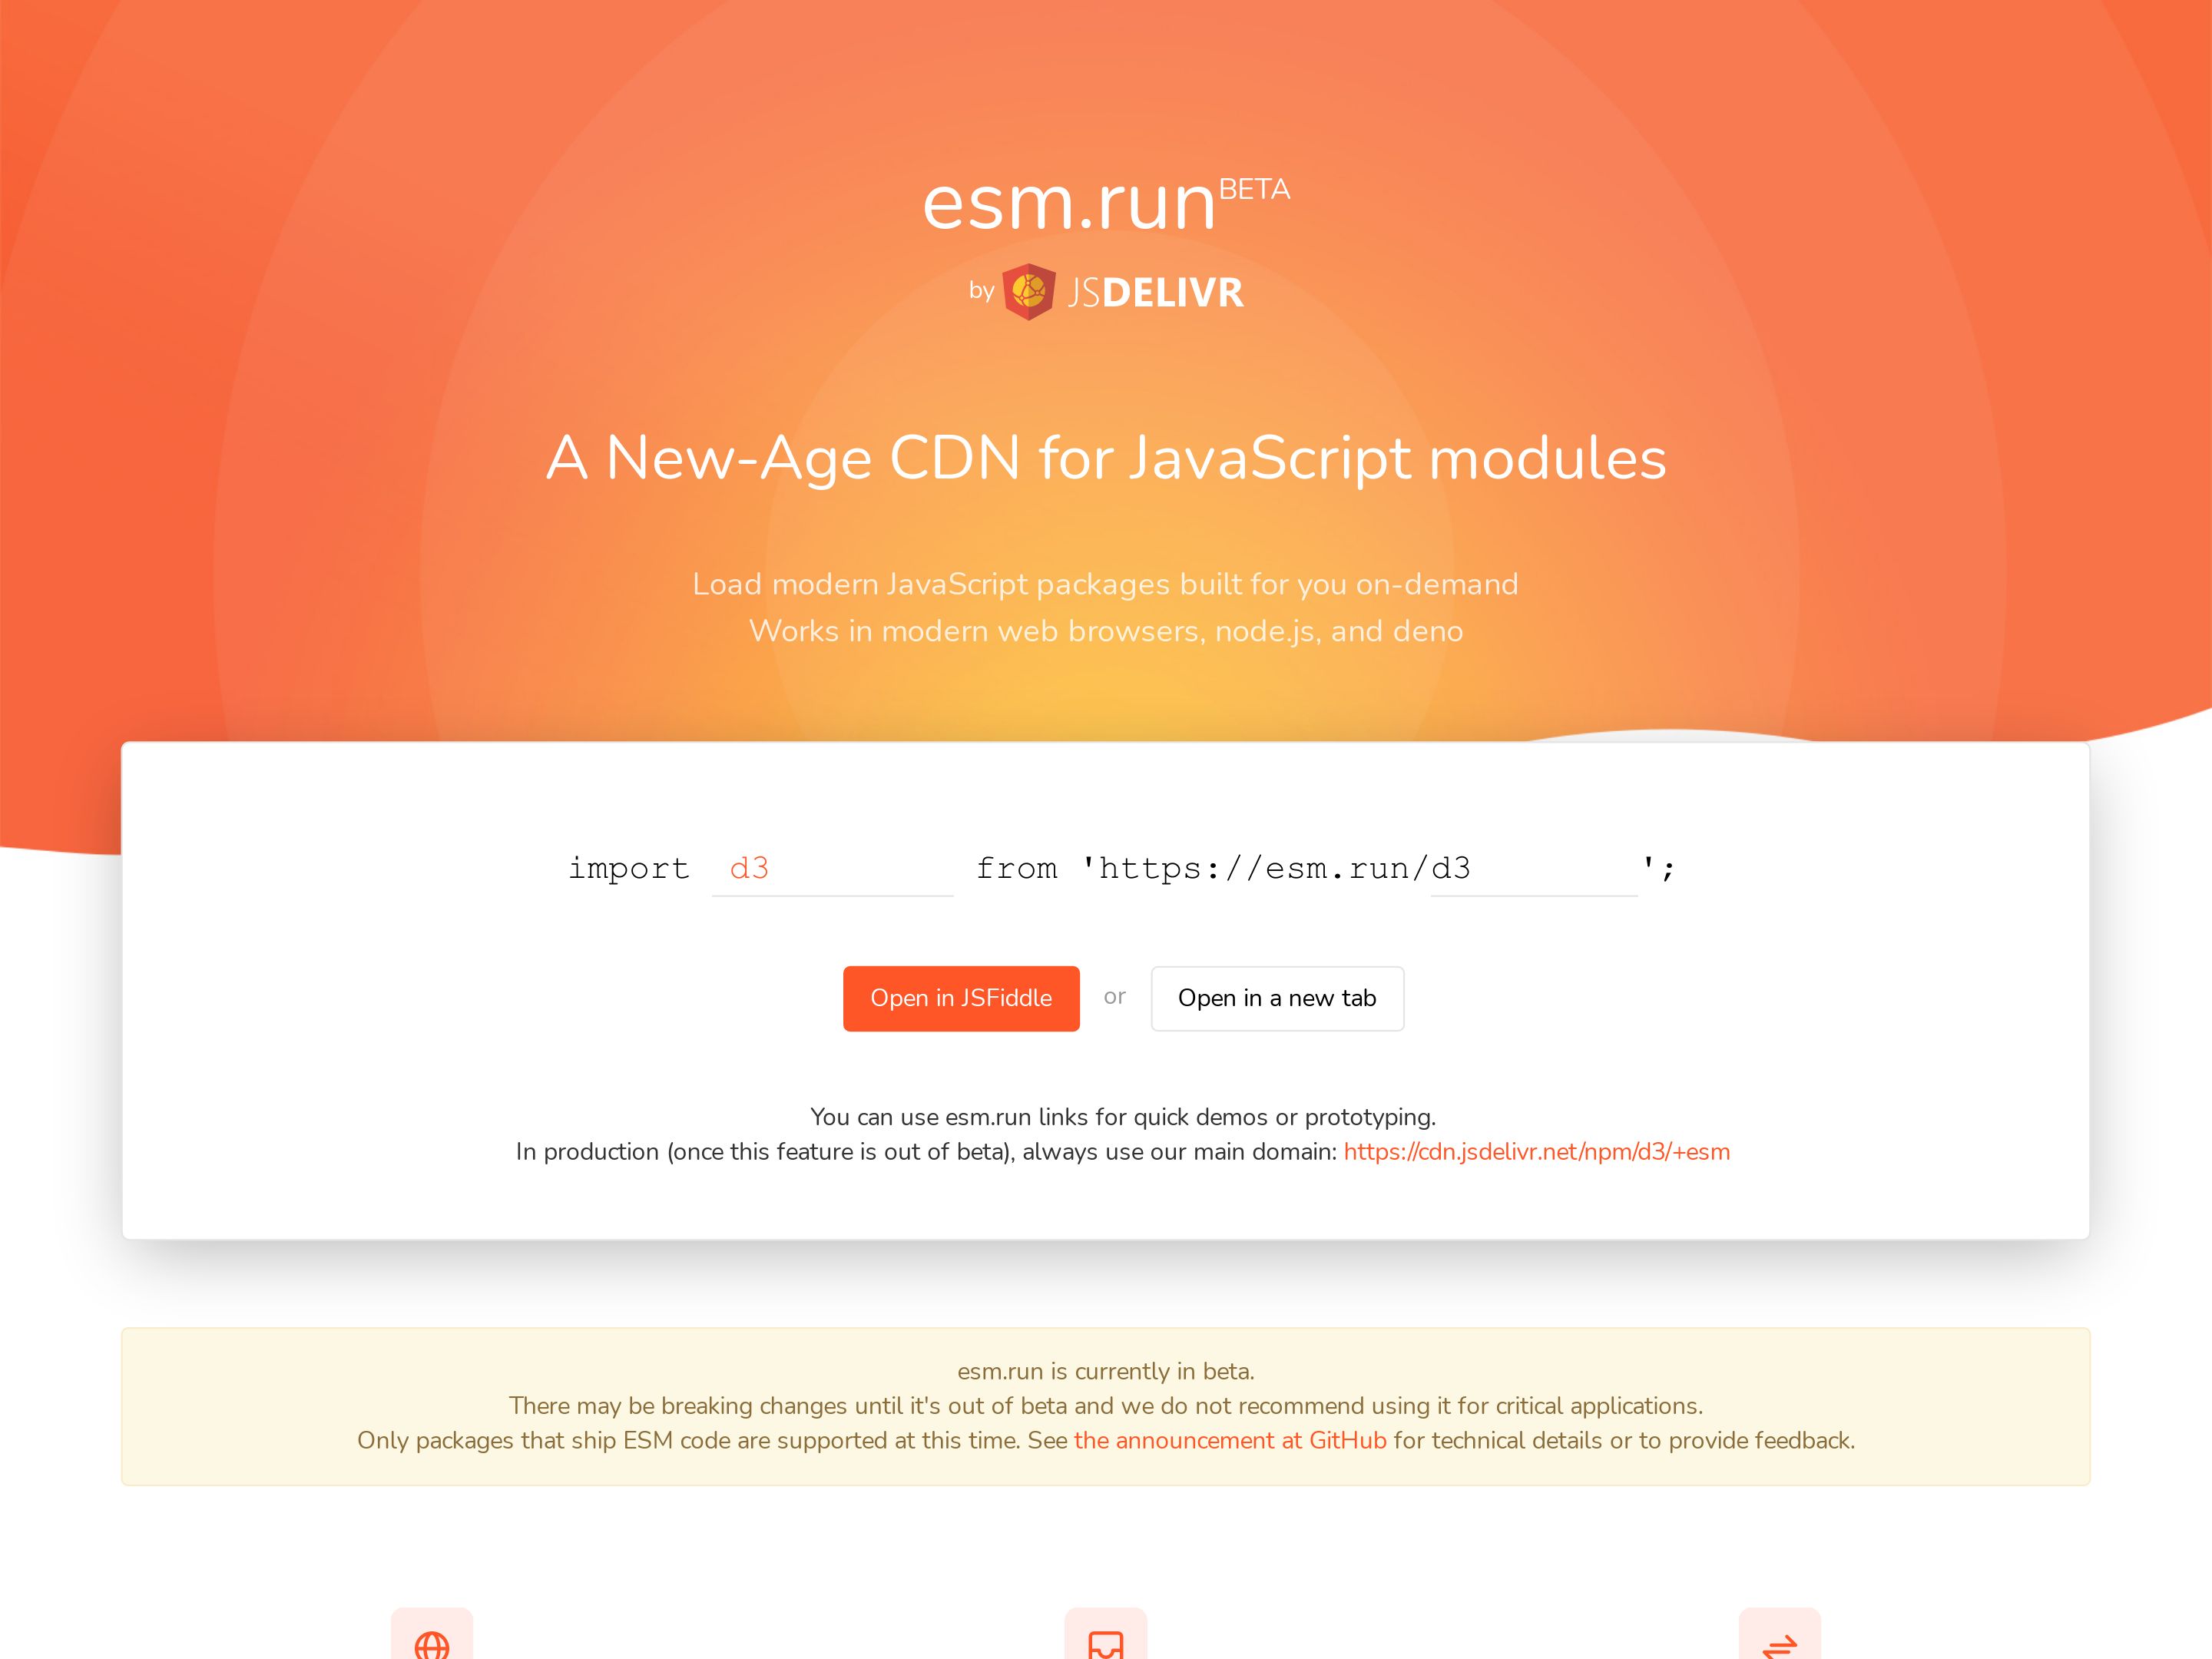 esm.runBETA
by JSDELIVR
A New-Age CDN for JavaScript modules
Load modern JavaScript packages built for you on-demand
Works in modern web browsers, node.js, and deno
import d3 from 'https://esm.run/d3 ';
Open in JSFiddle or Open in a new tab
You can use esm.run links for quick demos or prototyping.
In production (once this feature is out of beta), always use our main domain: https://cdn.jsdelivr.net/npm/d3/+esm
esm.run is currently in beta.
There may be breaking changes until it's out of beta and we do not recommend using it for critical applications.
Only packages that ship ESM code are supported at this time. See the announcement at GitHub for technical details or to provide feedback.